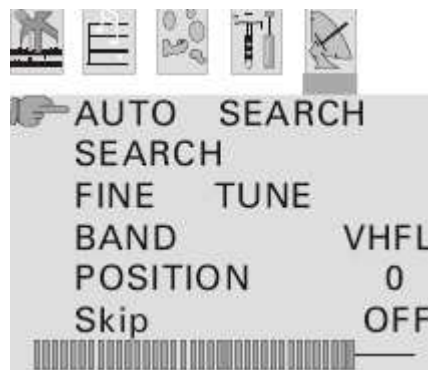 AUTO SEARCH
SEARCH
FINE TUNE
BAND VHFL
POSITION 0
Skip OFF